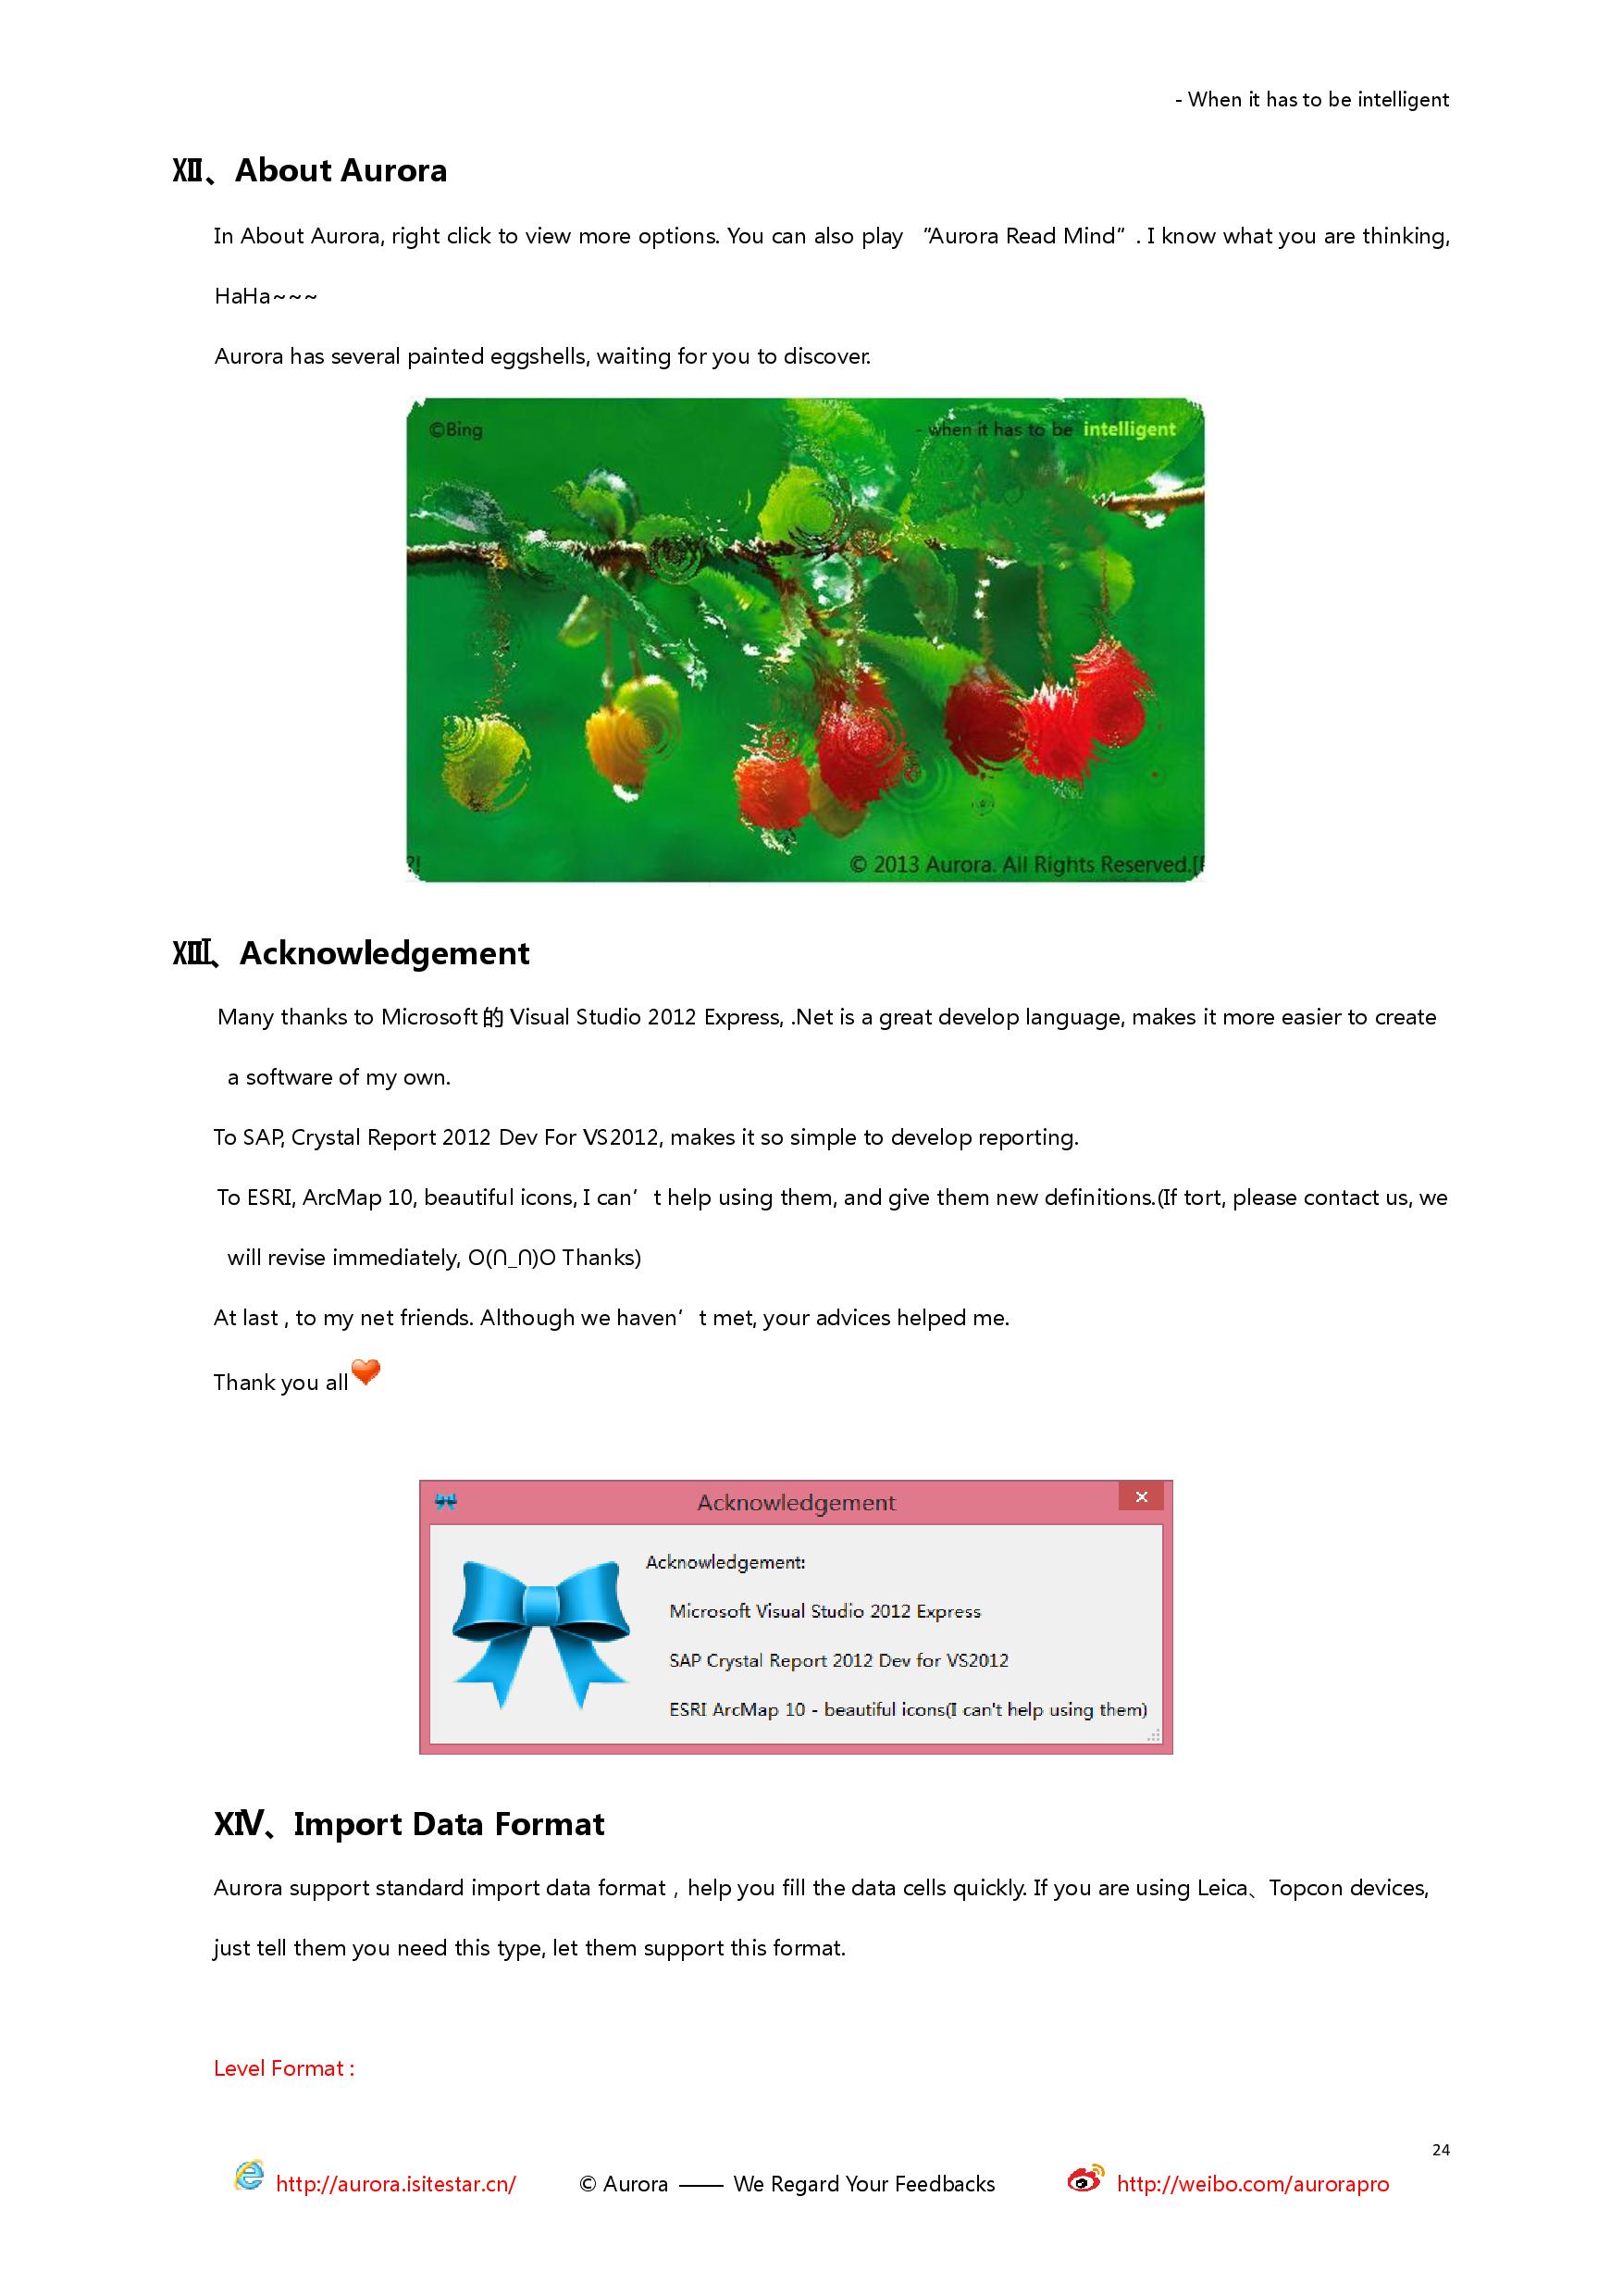 - When it has to be intelligent
Ⅻ、About Aurora
In About Aurora, right click to view more options. You can also play “Aurora Read Mind”. I know what you are thinking,
HaHa~~~
Aurora has several painted eggshells, waiting for you to discover.
©Bing
- when it has to be intelligent
?!
© 2013 Aurora. All Rights Reserved.[
XIII、Acknowledgement
Many thanks to Microsoft的 Visual Studio 2012 Express, .Net is a great develop language, makes it more easier to create
a software of my own.
To SAP, Crystal Report 2012 Dev For VS2012, makes it so simple to develop reporting.
To ESRI, ArcMap 10, beautiful icons, I can’t help using them, and give them new definitions.(If tort, please contact us, we
will revise immediately, O(∩_∩)O Thanks)
At last , to my net friends. Although we haven’t met, your advices helped me.
Thank you all
Acknowledgement
Acknowledgement:
Microsoft Visual Studio 2012 Express
SAP Crystal Report 2012 Dev for VS2012
ESRI ArcMap 10 - beautiful icons(I can't help using them)
XIV、Import Data Format
Aurora support standard import data format，help you fill the data cells quickly. If you are using Leica、Topcon devices,
just tell them you need this type, let them support this format.
Level Format :
24
http://aurora.isitestar.cn/ © Aurora —— We Regard Your Feedbacks http://weibo.com/aurorapro